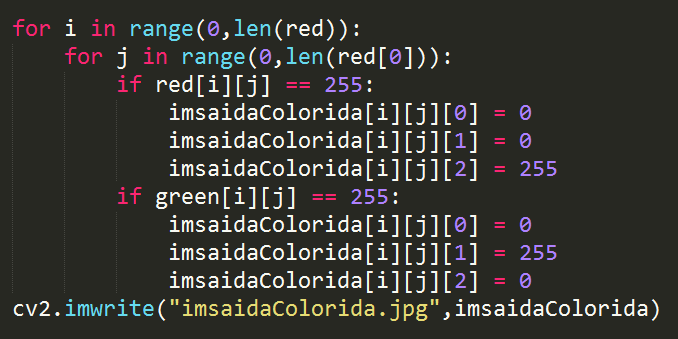 for i in range(0,len(red)):
    for j in range(0,len(red[0])):
        if red[i][j] == 255:
            imsaidaColorida[i][j][0] = 0
            imsaidaColorida[i][j][1] = 0
            imsaidaColorida[i][j][2] = 255
        if green[i][j] == 255:
            imsaidaColorida[i][j][0] = 0
            imsaidaColorida[i][j][1] = 255
            imsaidaColorida[i][j][2] = 0
cv2.imwrite("imsaidaColorida.jpg",imsaidaColorida)